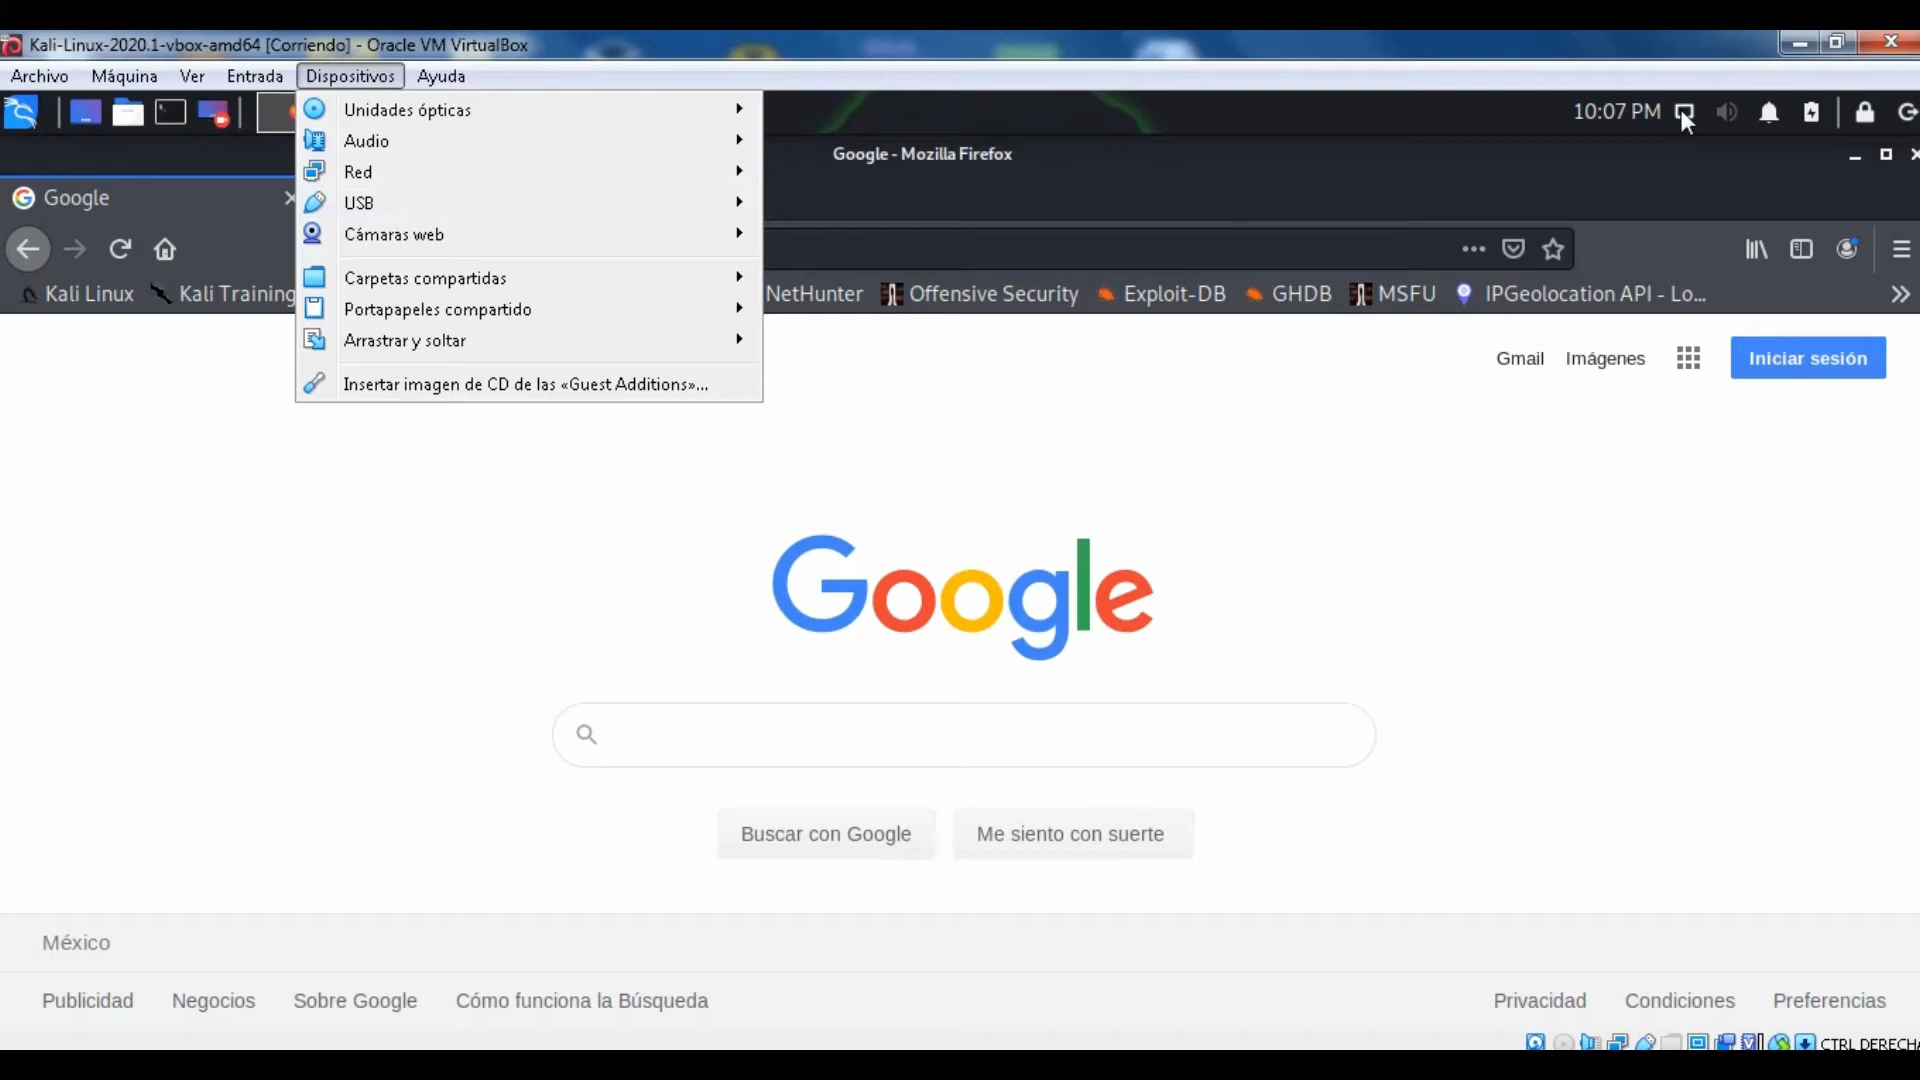 Kali-Linux-2020.1-vbox-amd64 [Corriendo] - Oracle VM VirtualBox
Archivo Máquina Ver Entrada Dispositivos Ayuda
10:07 PM
Unidades ópticas
Audio
Red
USB
Cámaras web
Carpetas compartidas
Portapapeles compartido
Arrastrar y soltar
Insertar imagen de CD de las «Guest Additions»...
Google - Mozilla Firefox
Google
Kali Linux Kali Training NetHunter Offensive Security Exploit-DB GHDB MSFU IPGeolocation API - Lo...
Gmail Imágenes Iniciar sesión
Google
Buscar con Google Me siento con suerte
México
Publicidad Negocios Sobre Google Cómo funciona la Búsqueda Privacidad Condiciones Preferencias
CTRL DERECHA